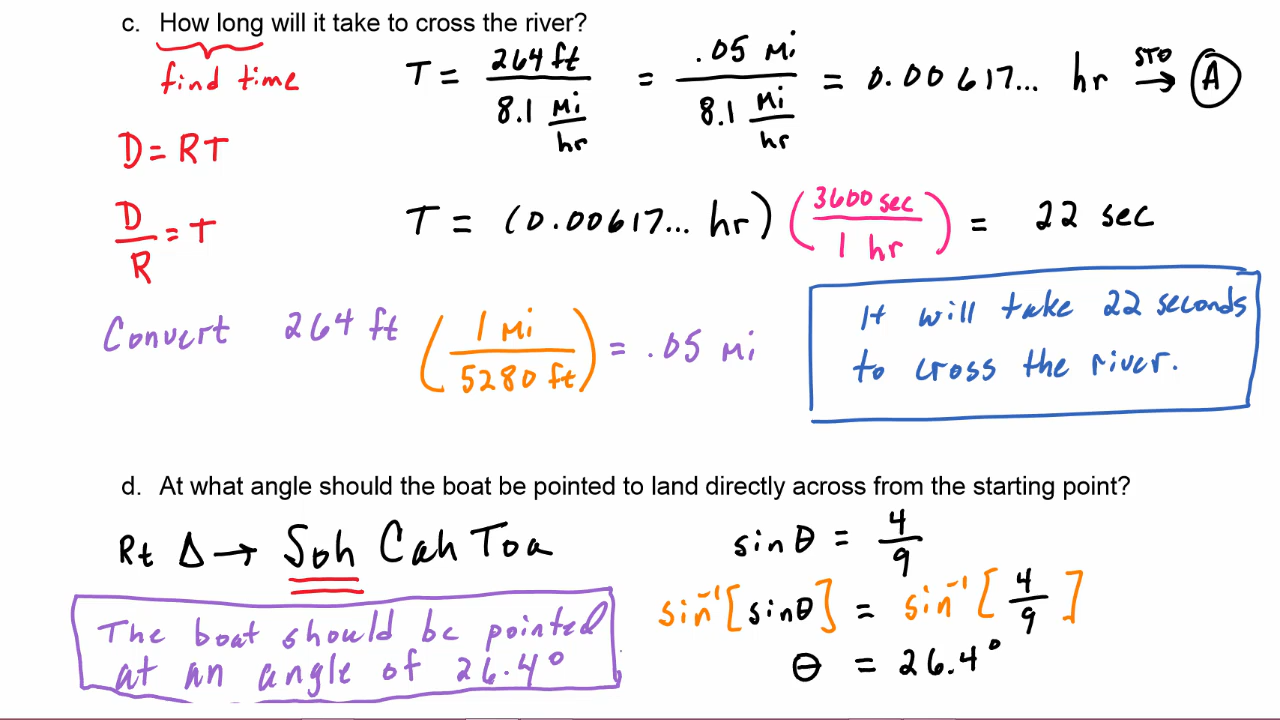 c. How long will it take to cross the river?
find time
T = 264 ft / 8.1 Mi/hr = .05 Mi / 8.1 Mi/hr = 0.00617... hr STO → A
D = RT
D/R = T
T = (0.00617... hr) (3600 sec / 1 hr) = 22 sec
Convert 264 ft (1 Mi / 5280 ft) = .05 Mi
It will take 22 seconds
to cross the river.
d. At what angle should the boat be pointed to land directly across from the starting point?
Rt Δ → Soh Cah Toa
sin θ = 4/9
sin⁻¹[sin θ] = sin⁻¹[4/9]
θ = 26.4°
The boat should be pointed
at an angle of 26.4°